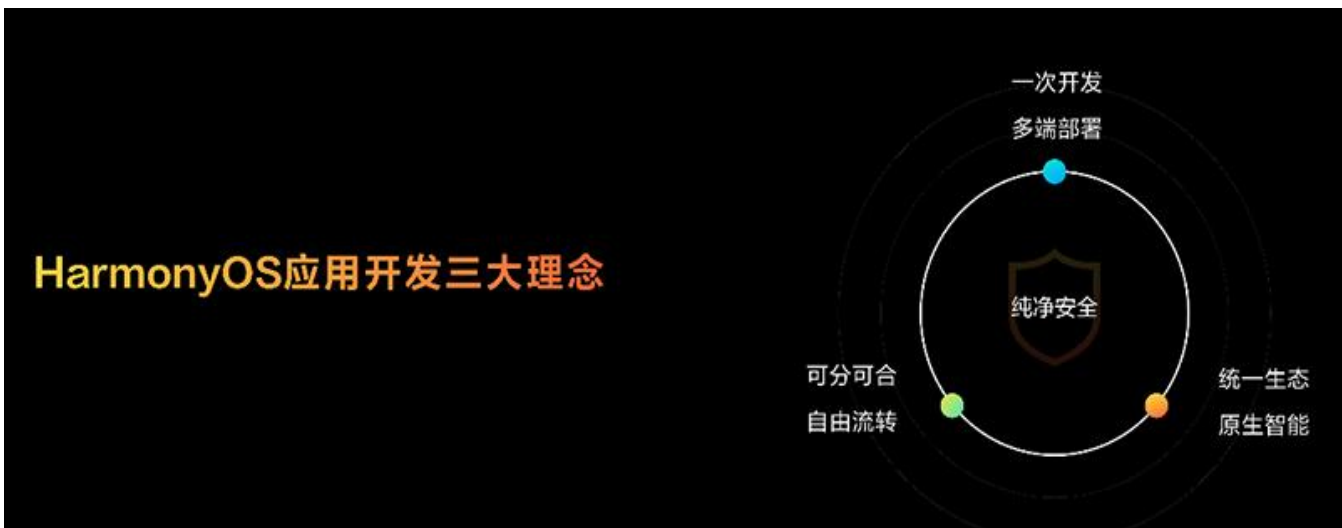 HarmonyOS应用开发三大理念
一次开发
多端部署
纯净安全
可分可合
自由流转
统一生态
原生智能